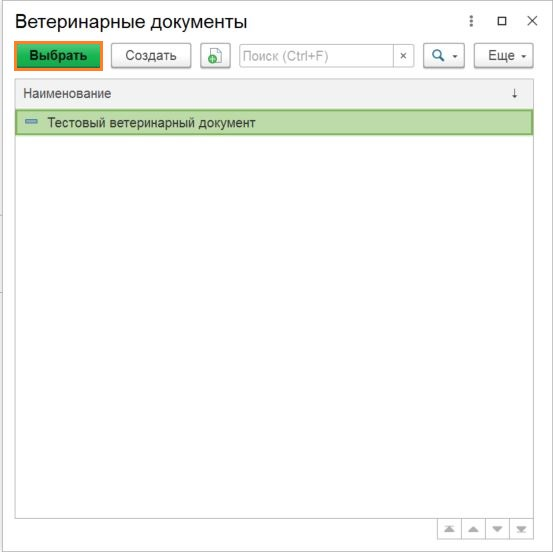 Ветеринарные документы
Выбрать Создать Поиск (Ctrl+F) × Еще
Наименование ↓
Тестовый ветеринарный документ